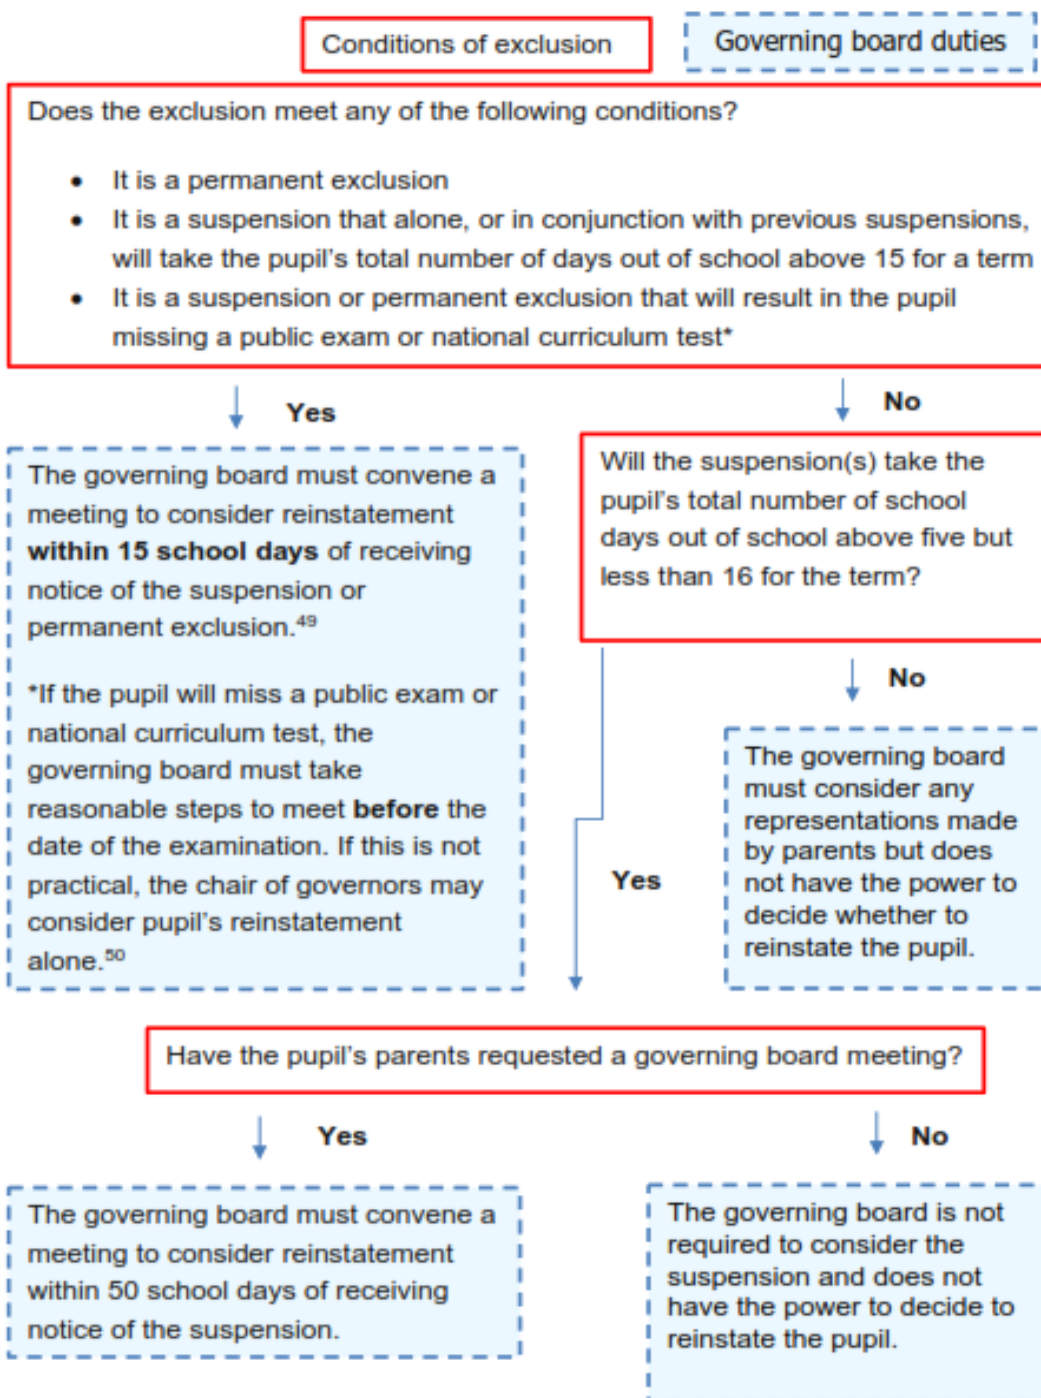 Conditions of exclusion
Governing board duties
Does the exclusion meet any of the following conditions?
• It is a permanent exclusion
• It is a suspension that alone, or in conjunction with previous suspensions,
will take the pupil's total number of days out of school above 15 for a term
• It is a suspension or permanent exclusion that will result in the pupil
missing a public exam or national curriculum test*
Yes
No
The governing board must convene a
meeting to consider reinstatement
within 15 school days of receiving
notice of the suspension or
permanent exclusion.49
*If the pupil will miss a public exam or
national curriculum test, the
governing board must take
reasonable steps to meet before the
date of the examination. If this is not
practical, the chair of governors may
consider pupil's reinstatement
alone.50
Will the suspension(s) take the
pupil's total number of school
days out of school above five but
less than 16 for the term?
No
The governing board
must consider any
representations made
by parents but does
not have the power to
decide whether to
reinstate the pupil.
Yes
Have the pupil's parents requested a governing board meeting?
Yes
No
The governing board must convene a
meeting to consider reinstatement
within 50 school days of receiving
notice of the suspension.
The governing board is not
required to consider the
suspension and does not
have the power to decide to
reinstate the pupil.